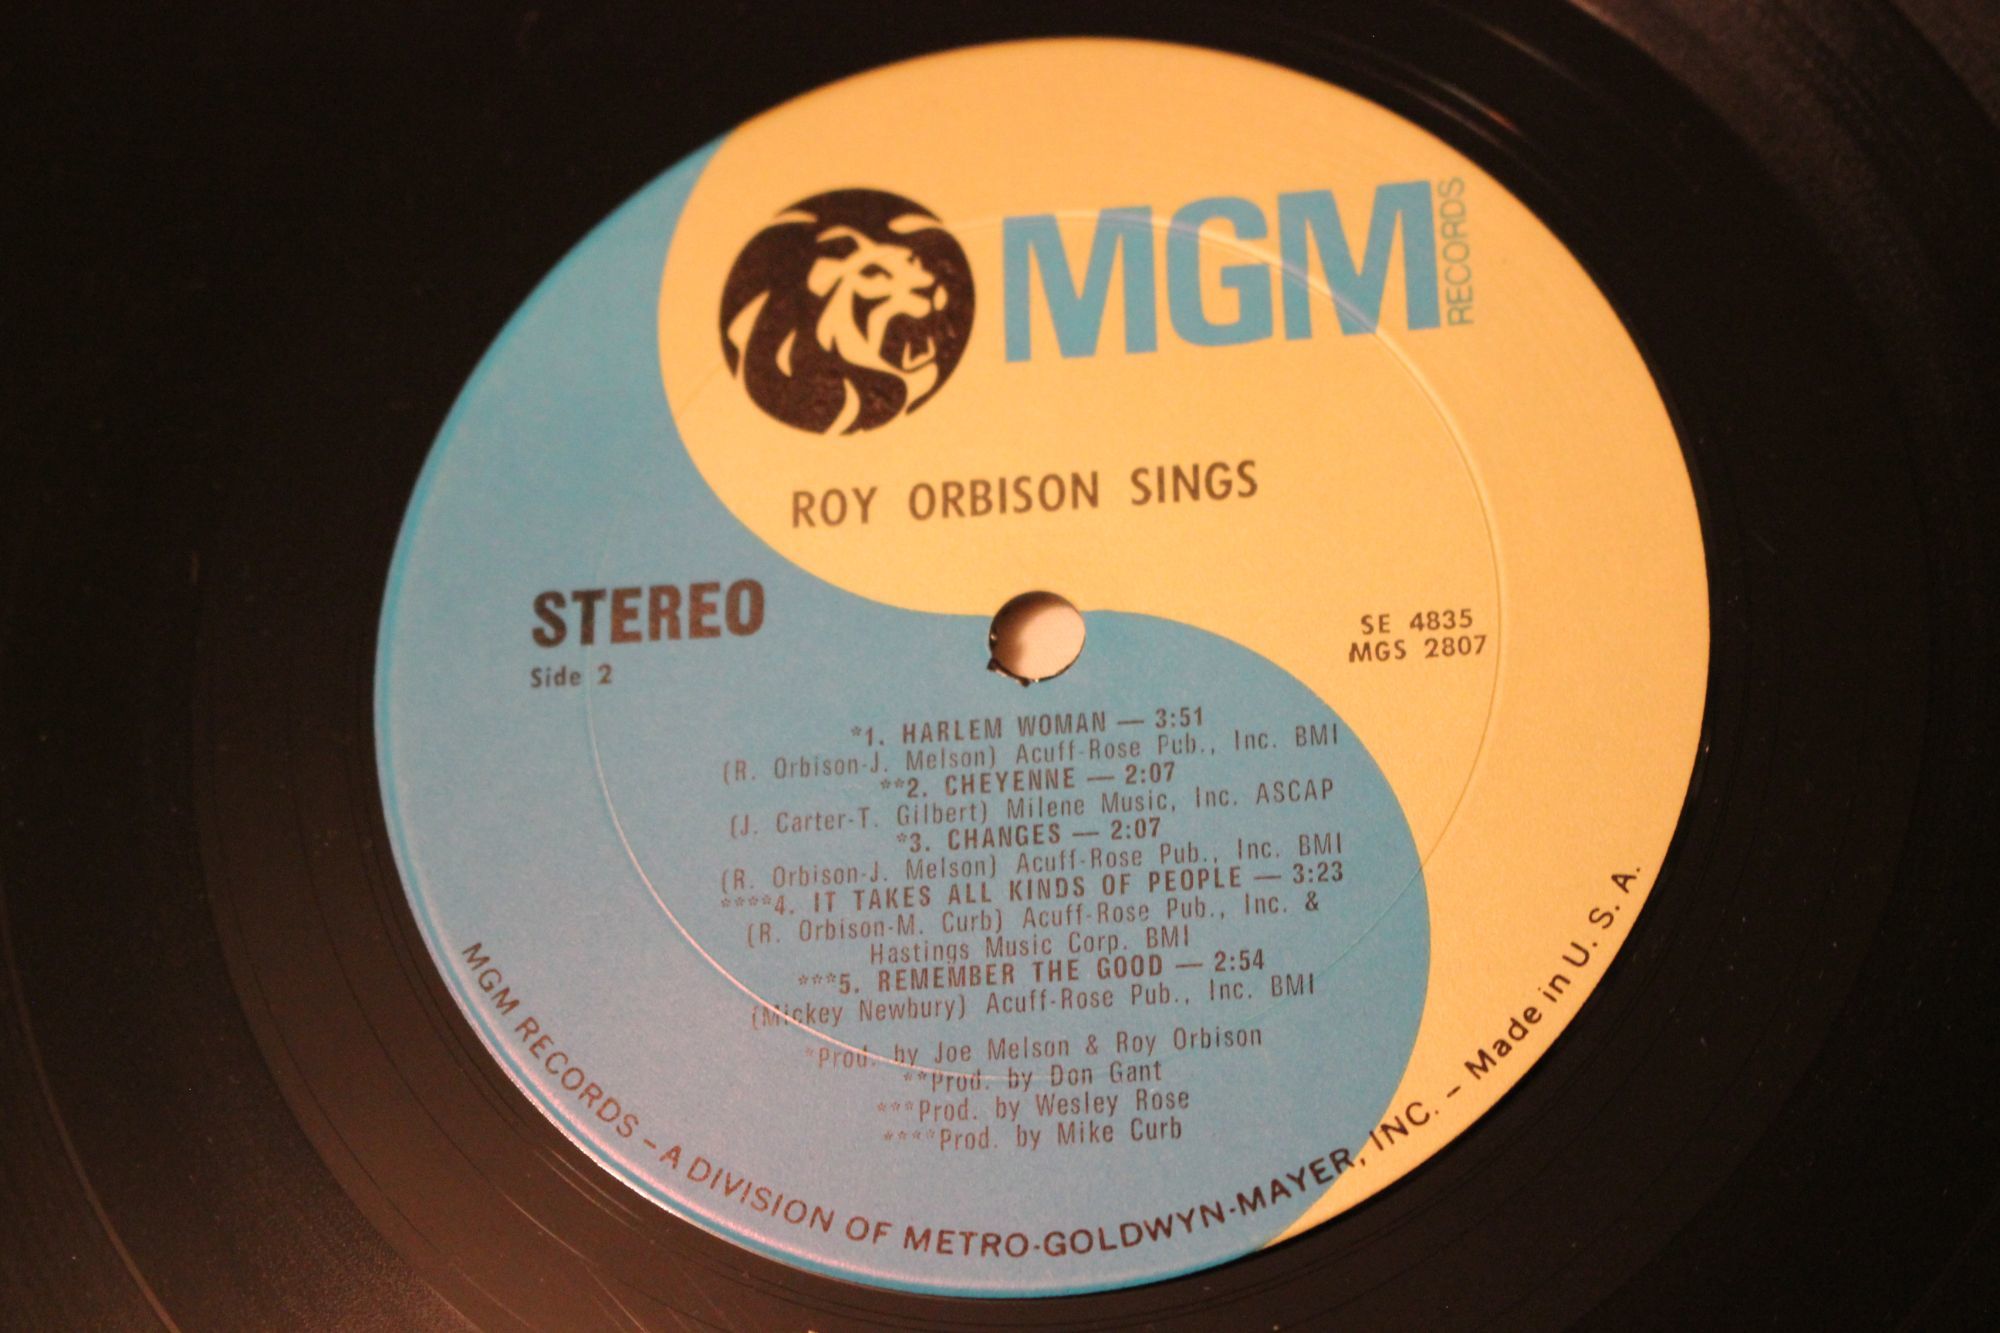 MGM
RECORDS
ROY ORBISON SINGS
STEREO
Side 2
SE 4835
MGS 2807
*1. HARLEM WOMAN — 3:51
(R. Orbison-J. Melson) Acuff-Rose Pub., Inc. BMI
**2. CHEYENNE — 2:07
(J. Carter-T. Gilbert) Milene Music, Inc. ASCAP
*3. CHANGES — 2:07
(R. Orbison-J. Melson) Acuff-Rose Pub., Inc. BMI
****4. IT TAKES ALL KINDS OF PEOPLE — 3:23
(R. Orbison-M. Curb) Acuff-Rose Pub., Inc. &
Hastings Music Corp. BMI
***5. REMEMBER THE GOOD — 2:54
(Mickey Newbury) Acuff-Rose Pub., Inc. BMI
*Prod. by Joe Melson & Roy Orbison
**Prod. by Don Gant
***Prod. by Wesley Rose
****Prod. by Mike Curb
MGM RECORDS – A DIVISION OF METRO-GOLDWYN-MAYER, INC. – Made in U. S. A.